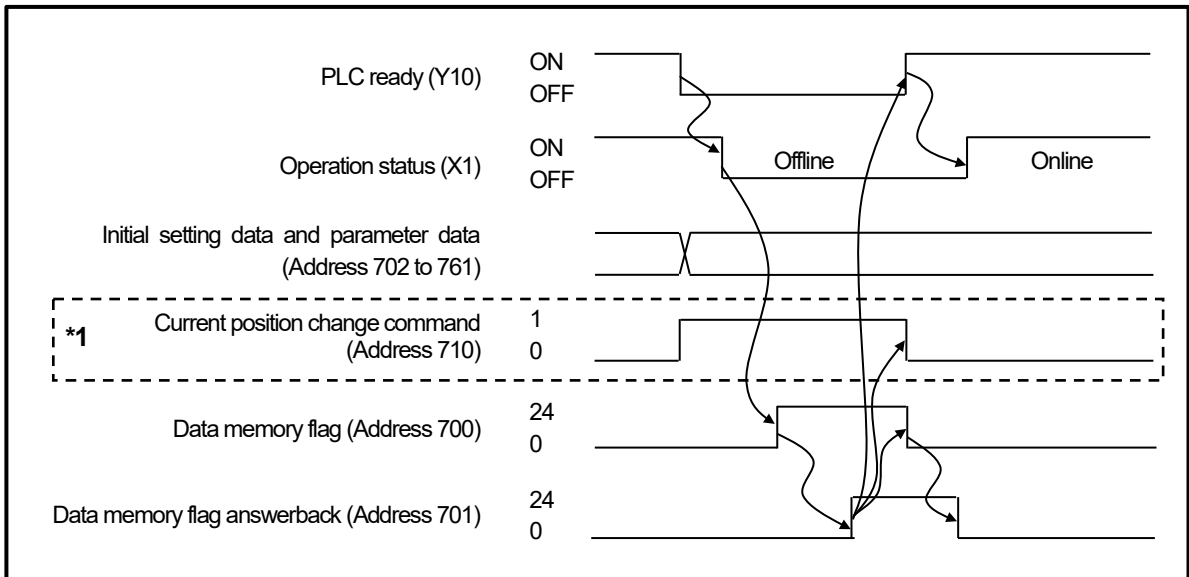 PLC ready (Y10)
ON
OFF
Operation status (X1)
ON
OFF
Offline
Online
Initial setting data and parameter data
(Address 702 to 761)
*1
Current position change command
(Address 710)
1
0
Data memory flag (Address 700)
24
0
Data memory flag answerback (Address 701)
24
0